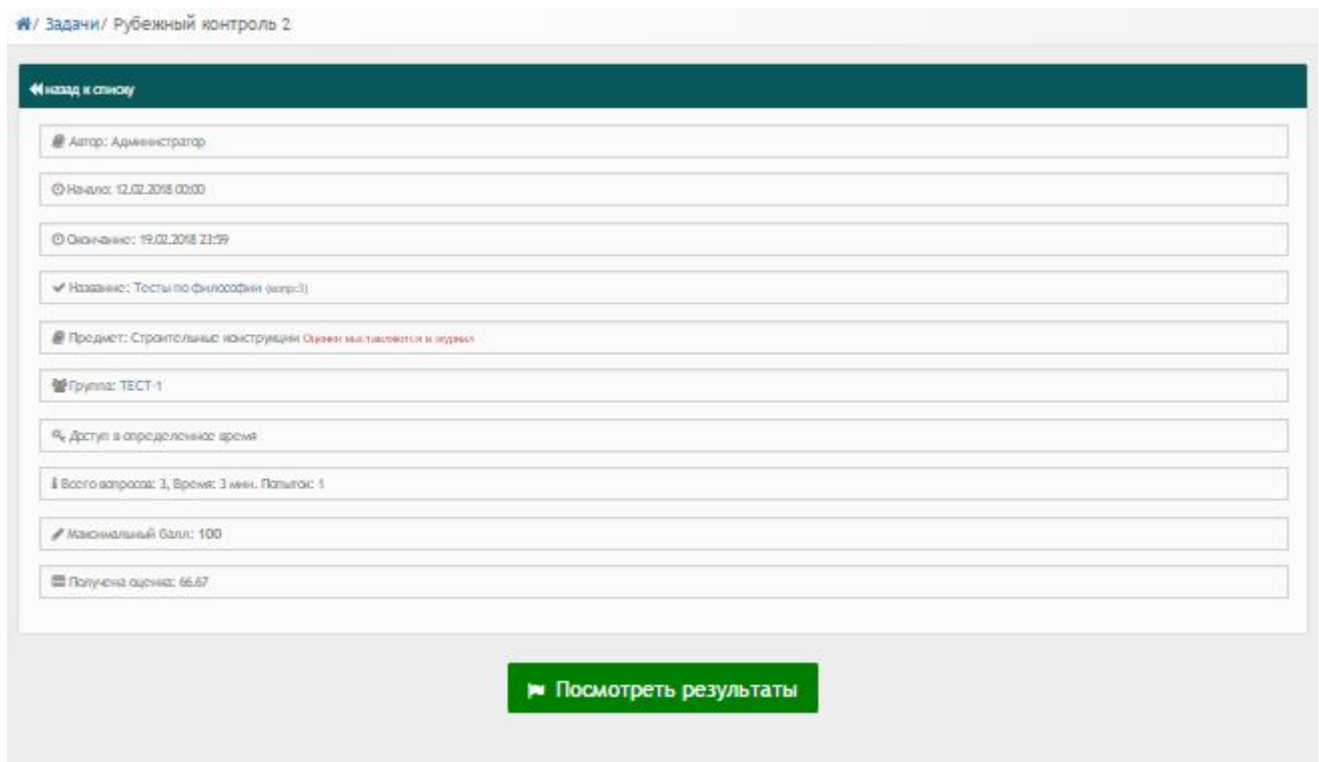 / Задачи/ Рубежный контроль 2
назад к списку
Автор: Администратор
Начало: 12.02.2018 00:00
Окончание: 19.02.2018 23:59
Название: Тесты по философии (вопр:3)
Предмет: Строительные конструкции Оценки выставляются в журнал
Группа: ТЕСТ-1
Доступ в определенное время
Всего вопросов: 3, Время: 3 мин. Попыток: 1
Максимальный балл: 100
Получена оценка: 66.67
Посмотреть результаты